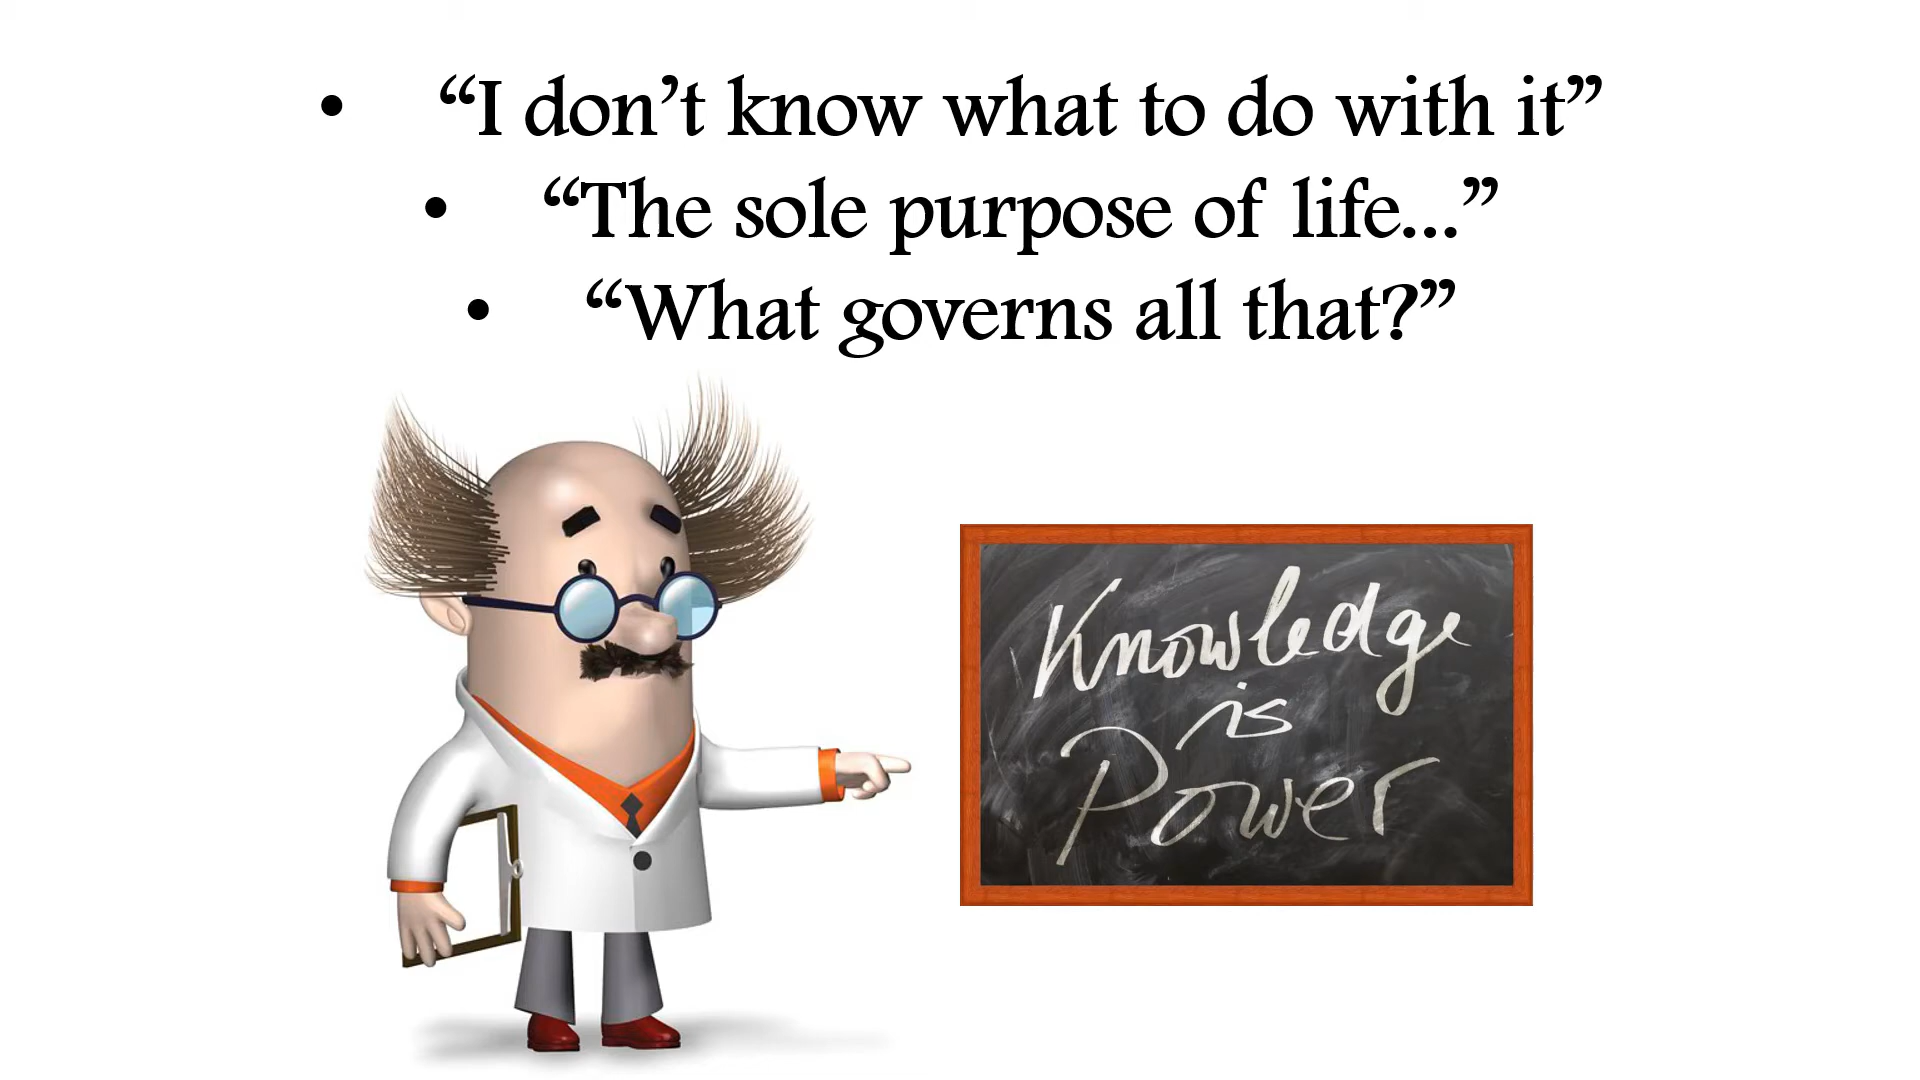 • “I don’t know what to do with it”
• “The sole purpose of life...”
• “What governs all that?”
Knowledge
is
Power